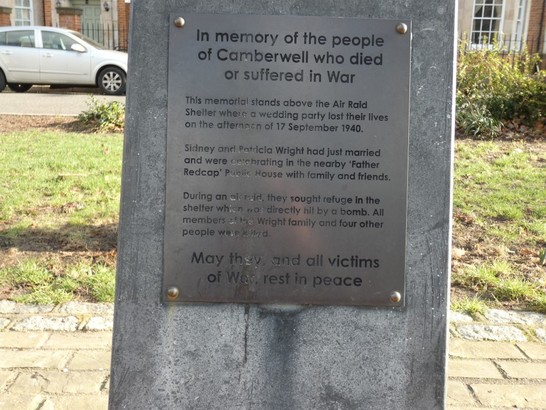 In memory of the people
of Camberwell who died
or suffered in War
This memorial stands above the Air Raid
Shelter where a wedding party lost their lives
on the afternoon of 17 September 1940.
Sidney and Patricia Wright had just married
and were celebrating in the nearby 'Father
Redcap' Public House with family and friends.
During an air raid, they sought refuge in the
shelter when was directly hit by a bomb. All
members of the Wright family and four other
people were killed.
May they, and all victims
of War, rest in peace